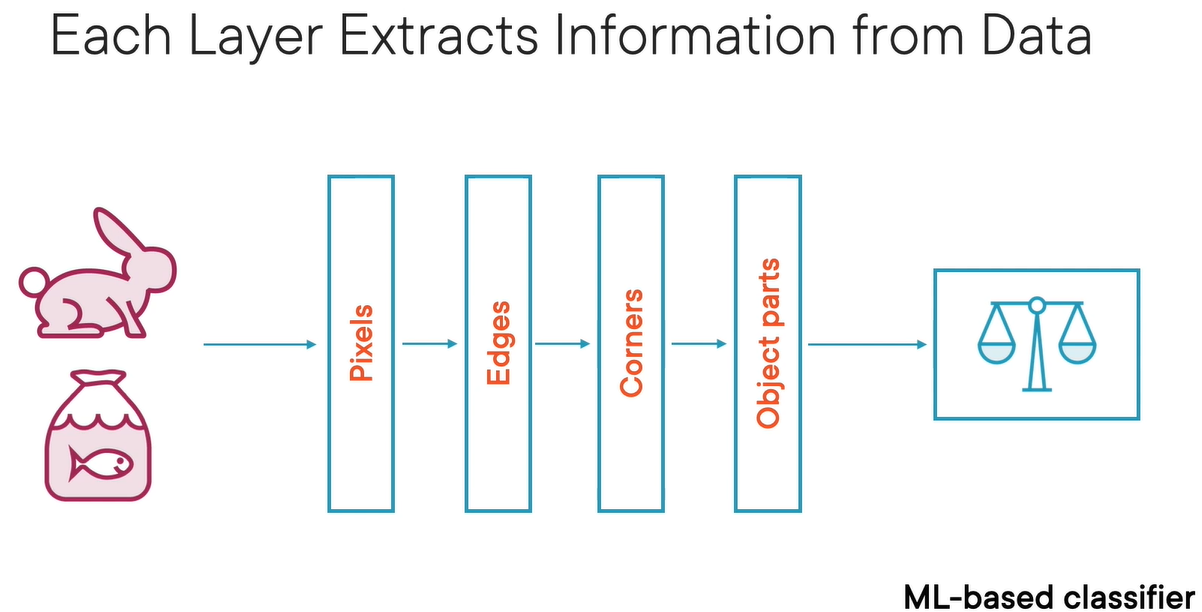 Each Layer Extracts Information from Data
Pixels
Edges
Corners
Object parts
ML-based classifier